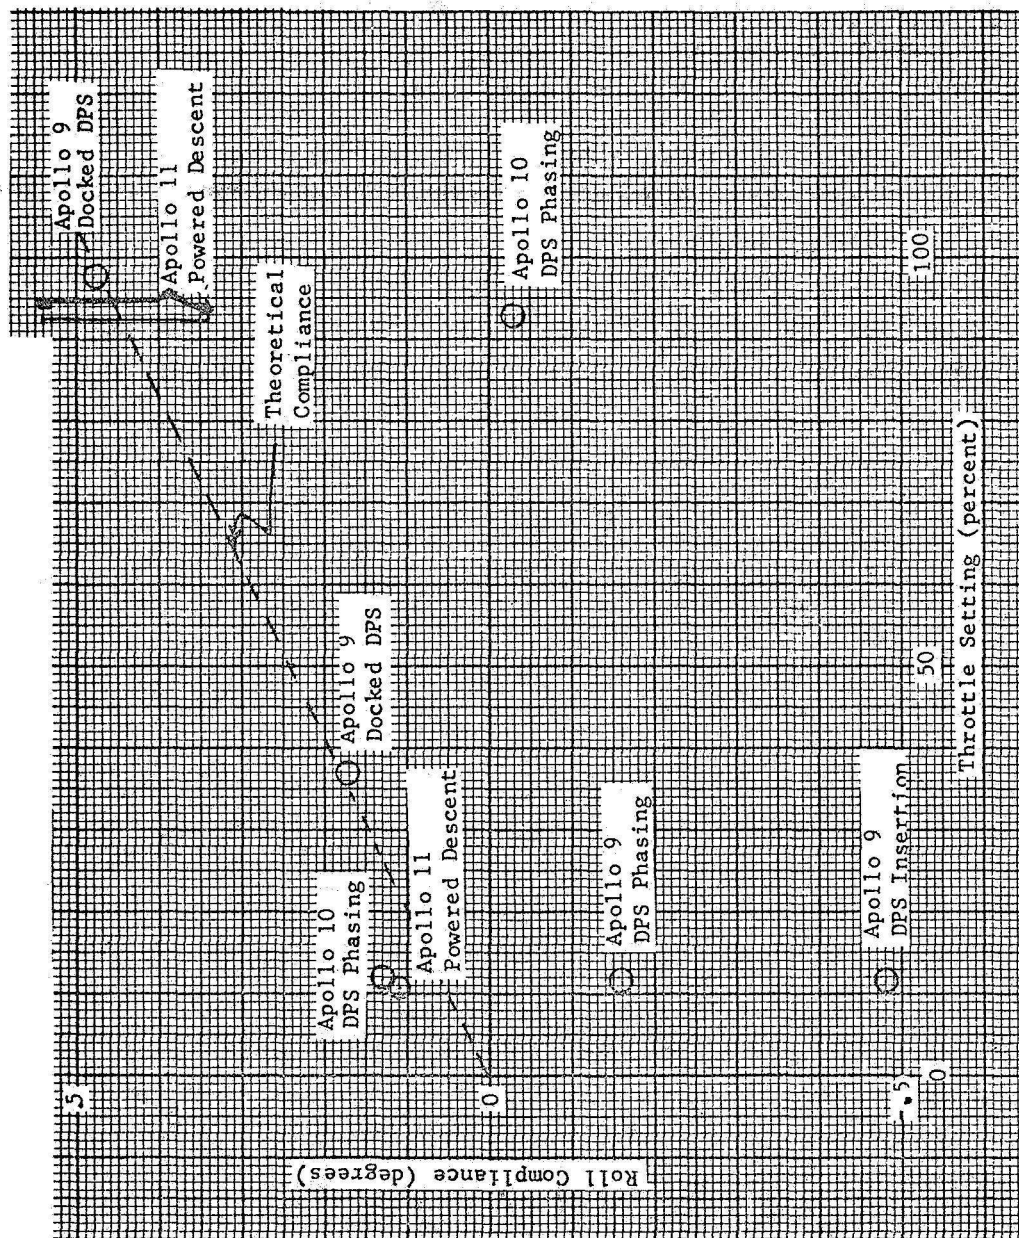 Apollo 9
Docked DPS
Apollo 11
Powered Descent
Theoretical
Compliance
Apollo 10
DPS Phasing
Apollo 9
Docked DPS
Apollo 10
DPS Phasing
Apollo 11
Powered Descent
Apollo 9
DPS Phasing
Apollo 9
DPS Insertion
.5
0
-.5
0
50
100
Roll Compliance (degrees)
Throttle Setting (percent)